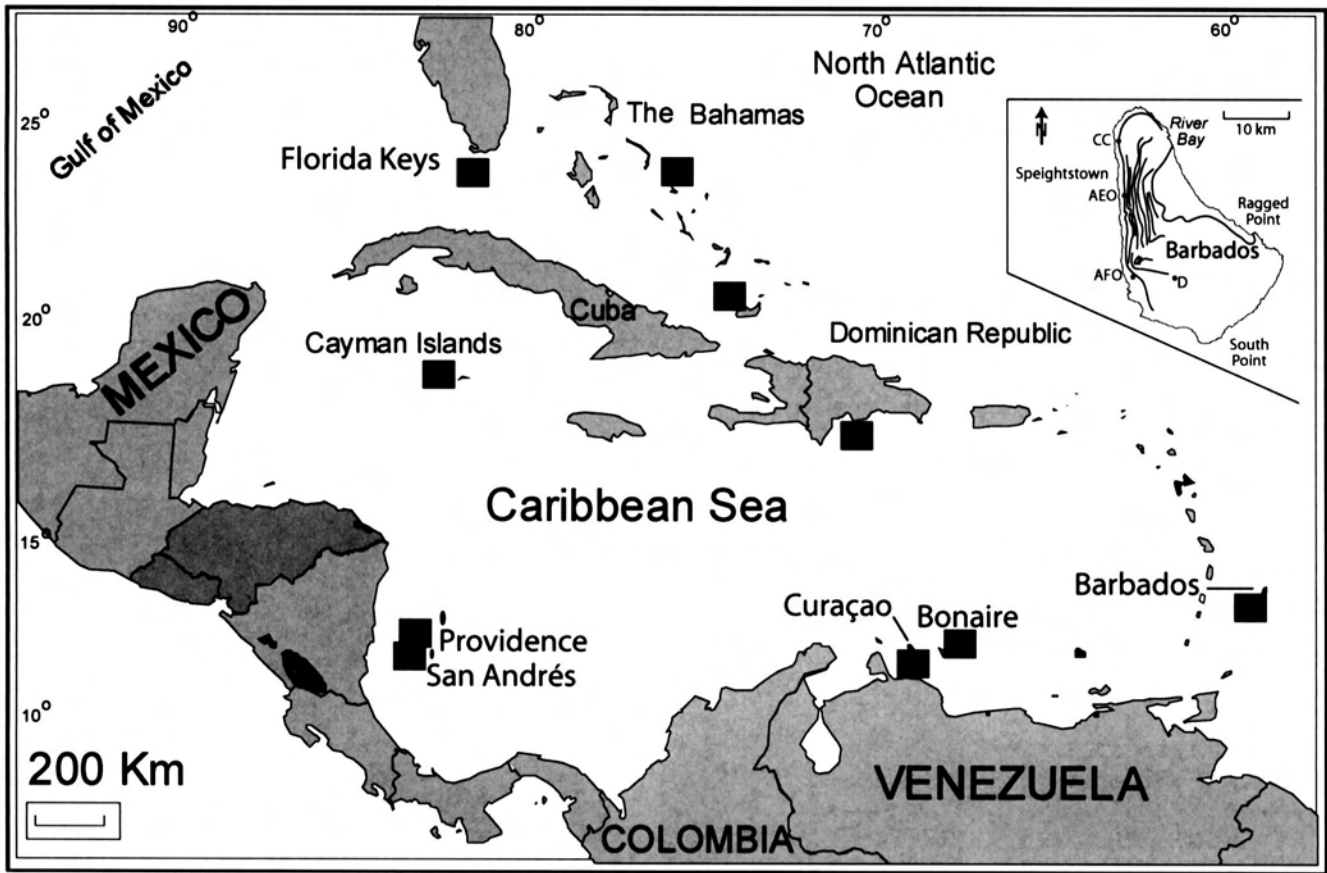 90°
80°
70°
60°
Gulf of Mexico
North Atlantic
Ocean
25°
The Bahamas
Florida Keys
N
CC
River
Bay
10 km
Speightstown
AEO
Ragged
Point
Barbados
AFO
D
South
Point
20°
MEXICO
Cuba
Cayman Islands
Dominican Republic
Caribbean Sea
15°
Barbados
Curaçao
Bonaire
Providence
San Andrés
10°
200 Km
VENEZUELA
COLOMBIA